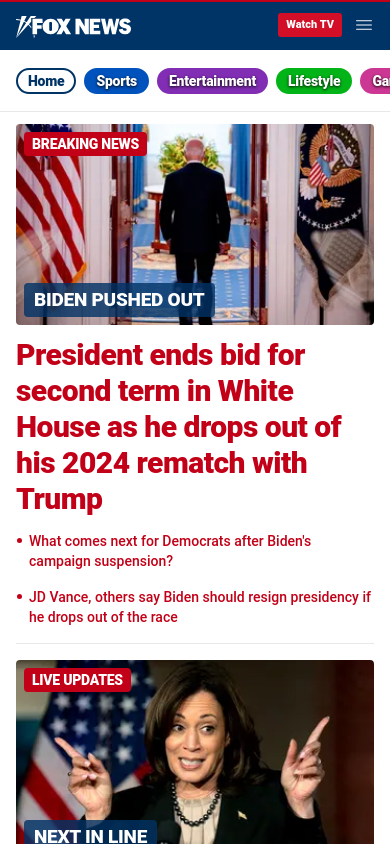 FOX NEWS
Watch TV
Home
Sports
Entertainment
Lifestyle
BREAKING NEWS
BIDEN PUSHED OUT
President ends bid for
second term in White
House as he drops out of
his 2024 rematch with
Trump
• What comes next for Democrats after Biden's
campaign suspension?
• JD Vance, others say Biden should resign presidency if
he drops out of the race
LIVE UPDATES
NEXT IN LINE